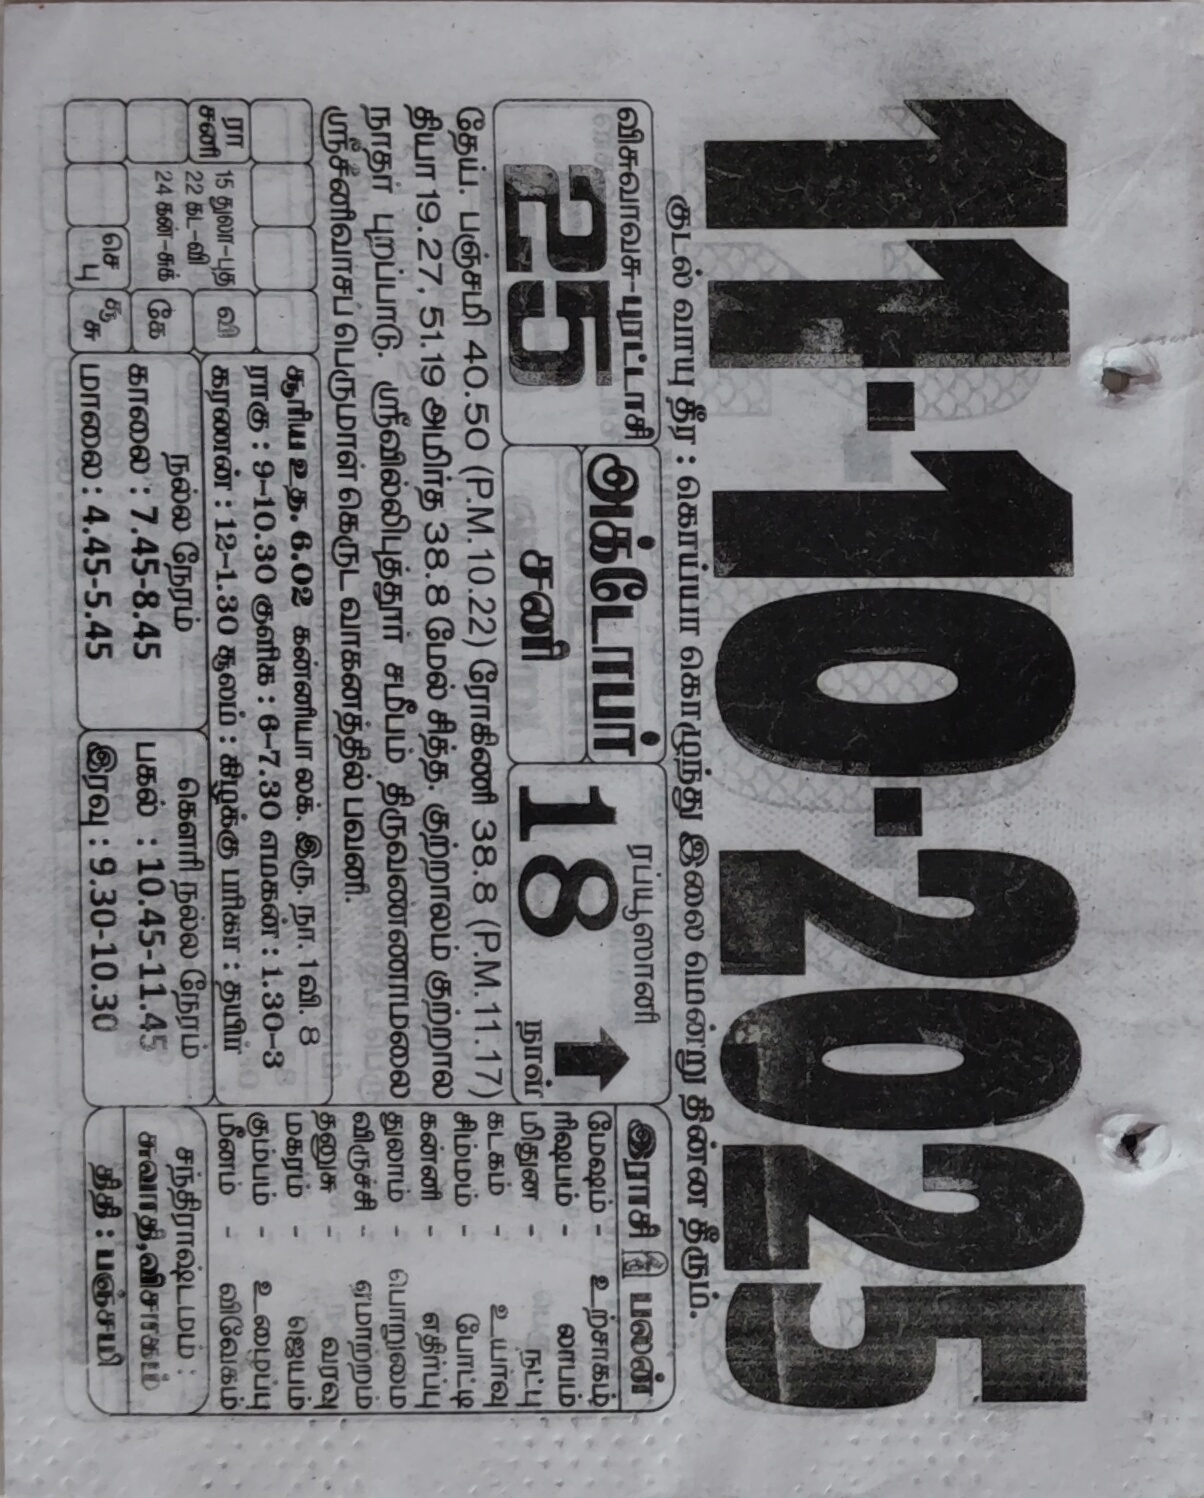 11-10-2025
குடல் வாயு தீர : கொய்யா கொழுந்து இலை மென்று தின்ன தீரும்.
விசுவாவசு-புரட்டாசி
25
அக்டோபர்
சனி
ரப்யூஸானி
18
நாள்
தேய். பஞ்சமி 40.50 (P.M.10.22) ரோகிணி 38.8 (P.M.11.17)
தியா 19.27, 51.19 அமிர்த 38.8 மேல் சித்த. குற்றாலம் குற்றால
நாதர் புறப்பாடு. ஸ்ரீவில்லிபுத்தூர் சமீபம் திருவண்ணாமலை
ஸ்ரீசீனிவாசப் பெருமாள் கெருட வாகனத்தில் பவனி.
இராசி பலன்
மேஷம் - உற்சாகம்
ரிஷபம் - லாபம்
மிதுன - நட்பு
கடகம் - உயர்வு
சிம்மம் - போட்டி
கன்னி - எதிர்ப்பு
துலாம் - பொறுமை
விருச்சி - ஏமாற்றம்
தனுசு - வரவு
மகரம் - ஜெயம்
கும்பம் - உழைப்பு
மீனம் - விவேகம்
ரா
சனி
15 துலா-புத
22 கட-வி
24 கன்-சுக்
வி
கே
செ
பு
சூ
சு
சூரிய உத. 6.02 கன்னியா லக். இரு. நா. 1 வி. 8
ராகு : 9-10.30 குளிக : 6-7.30 எமகன் : 1.30-3
கரணன் : 12-1.30 சூலம் : கிழக்கு பரிகா : தயிர்
நல்ல நேரம்
காலை : 7.45-8.45
மாலை : 4.45-5.45
கௌரி நல்ல நேரம்
பகல் : 10.45-11.45
இரவு : 9.30-10.30
சந்திராஷ்டமம் :
சுவாதி,விசாகம்
திதி : பஞ்சமி